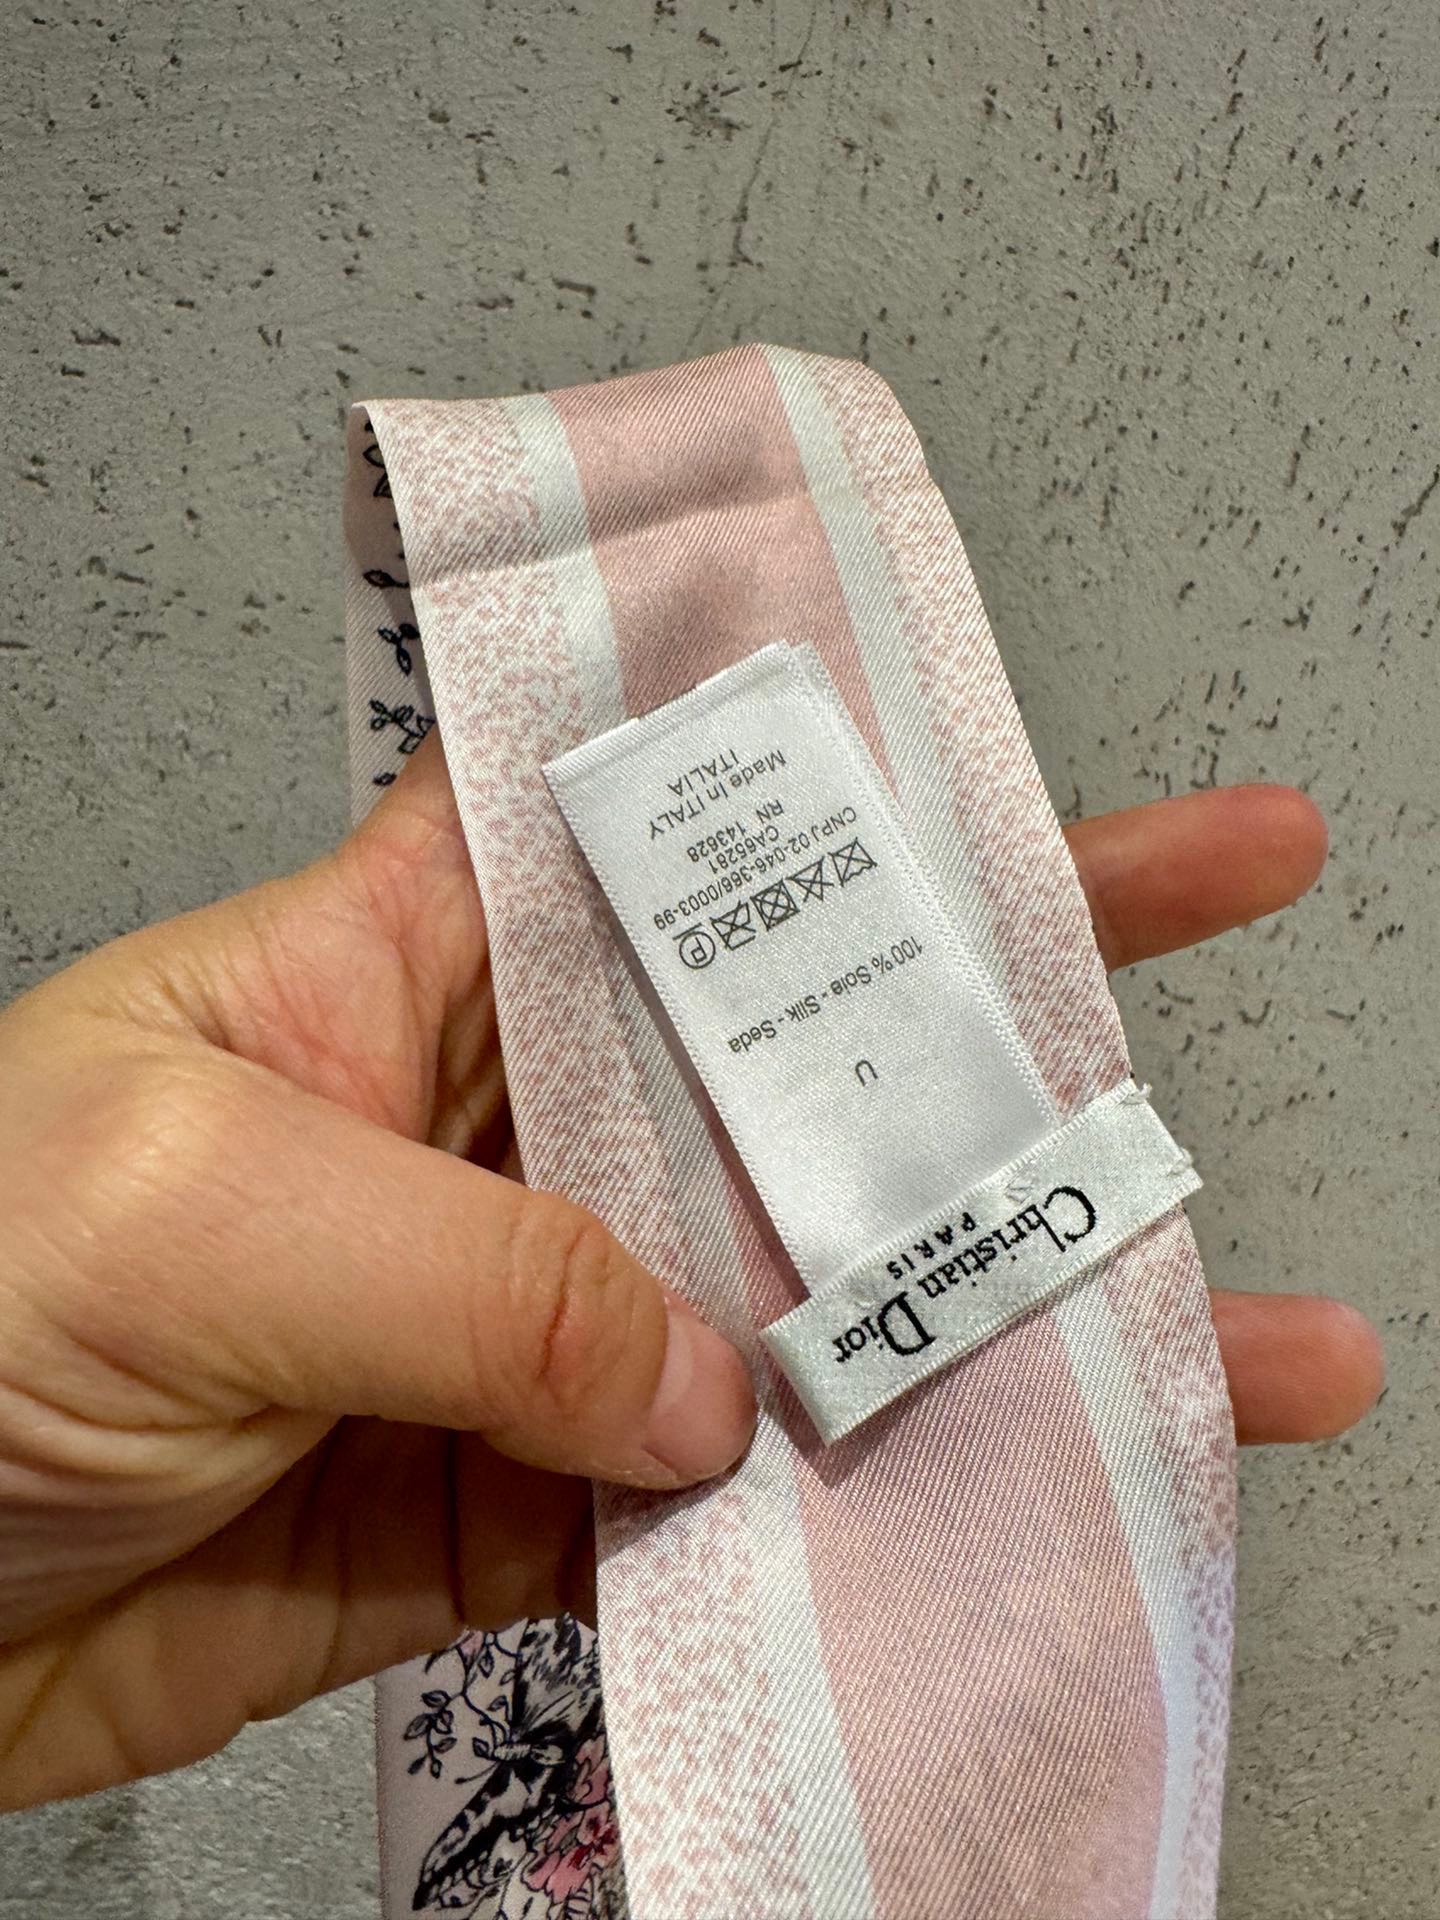 Christian Dior
PARIS
U
100% Soie - Silk - Seda
P
CNPJ 02-046-366/0003-99
CA65281
RN 143628
Made in ITALY
ITALIA